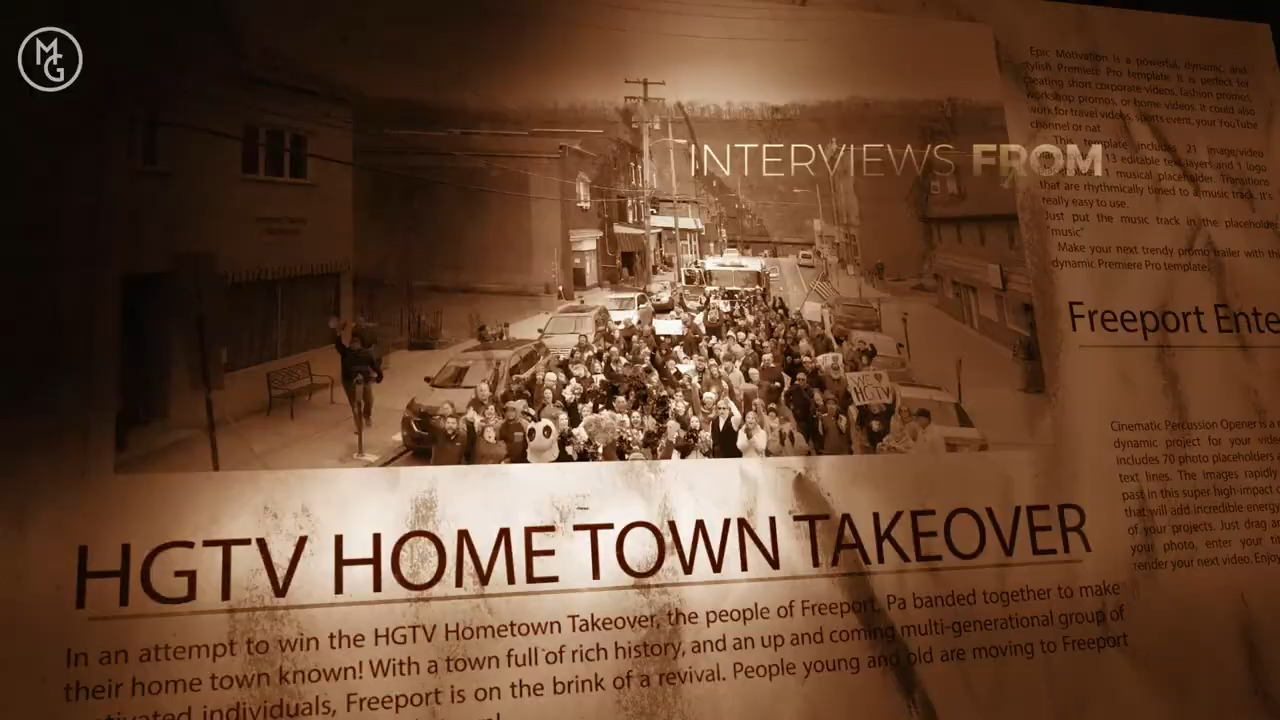 MG
INTERVIEWS FROM
WE
HGTV
HGTV HOME TOWN TAKEOVER
In an attempt to win the HGTV Hometown Takeover, the people of Freeport, Pa banded together to make
their home town known! With a town full of rich history, and an up and coming multi-generational group of
individuals, Freeport is on the brink of a revival. People young and old are moving to Freeport
Epic Motivation is a powerful, dynamic, and
stylish Premiere Pro template. It is perfect for
creating short corporate videos, fashion promos,
workshop promos, or home videos. It could also
work for travel videos, sports event, your YouTube
channel or nat
This template includes 21 image/video
13 editable text layers and 1 logo
1 musical placeholder. Transitions
that are rhythmically timed to a music track. It's
really easy to use.
Just put the music track in the placeholder
"music"
Make your next trendy promo trailer with th
dynamic Premiere Pro template.
Freeport Ente
Cinematic Percussion Opener is a
dynamic project for your vide
includes 70 photo placeholders
text lines. The images rapidly
past in this super high-impact
that will add incredible energy
of your projects. Just drag a
your photo, enter your tit
render your next video. Enjoy